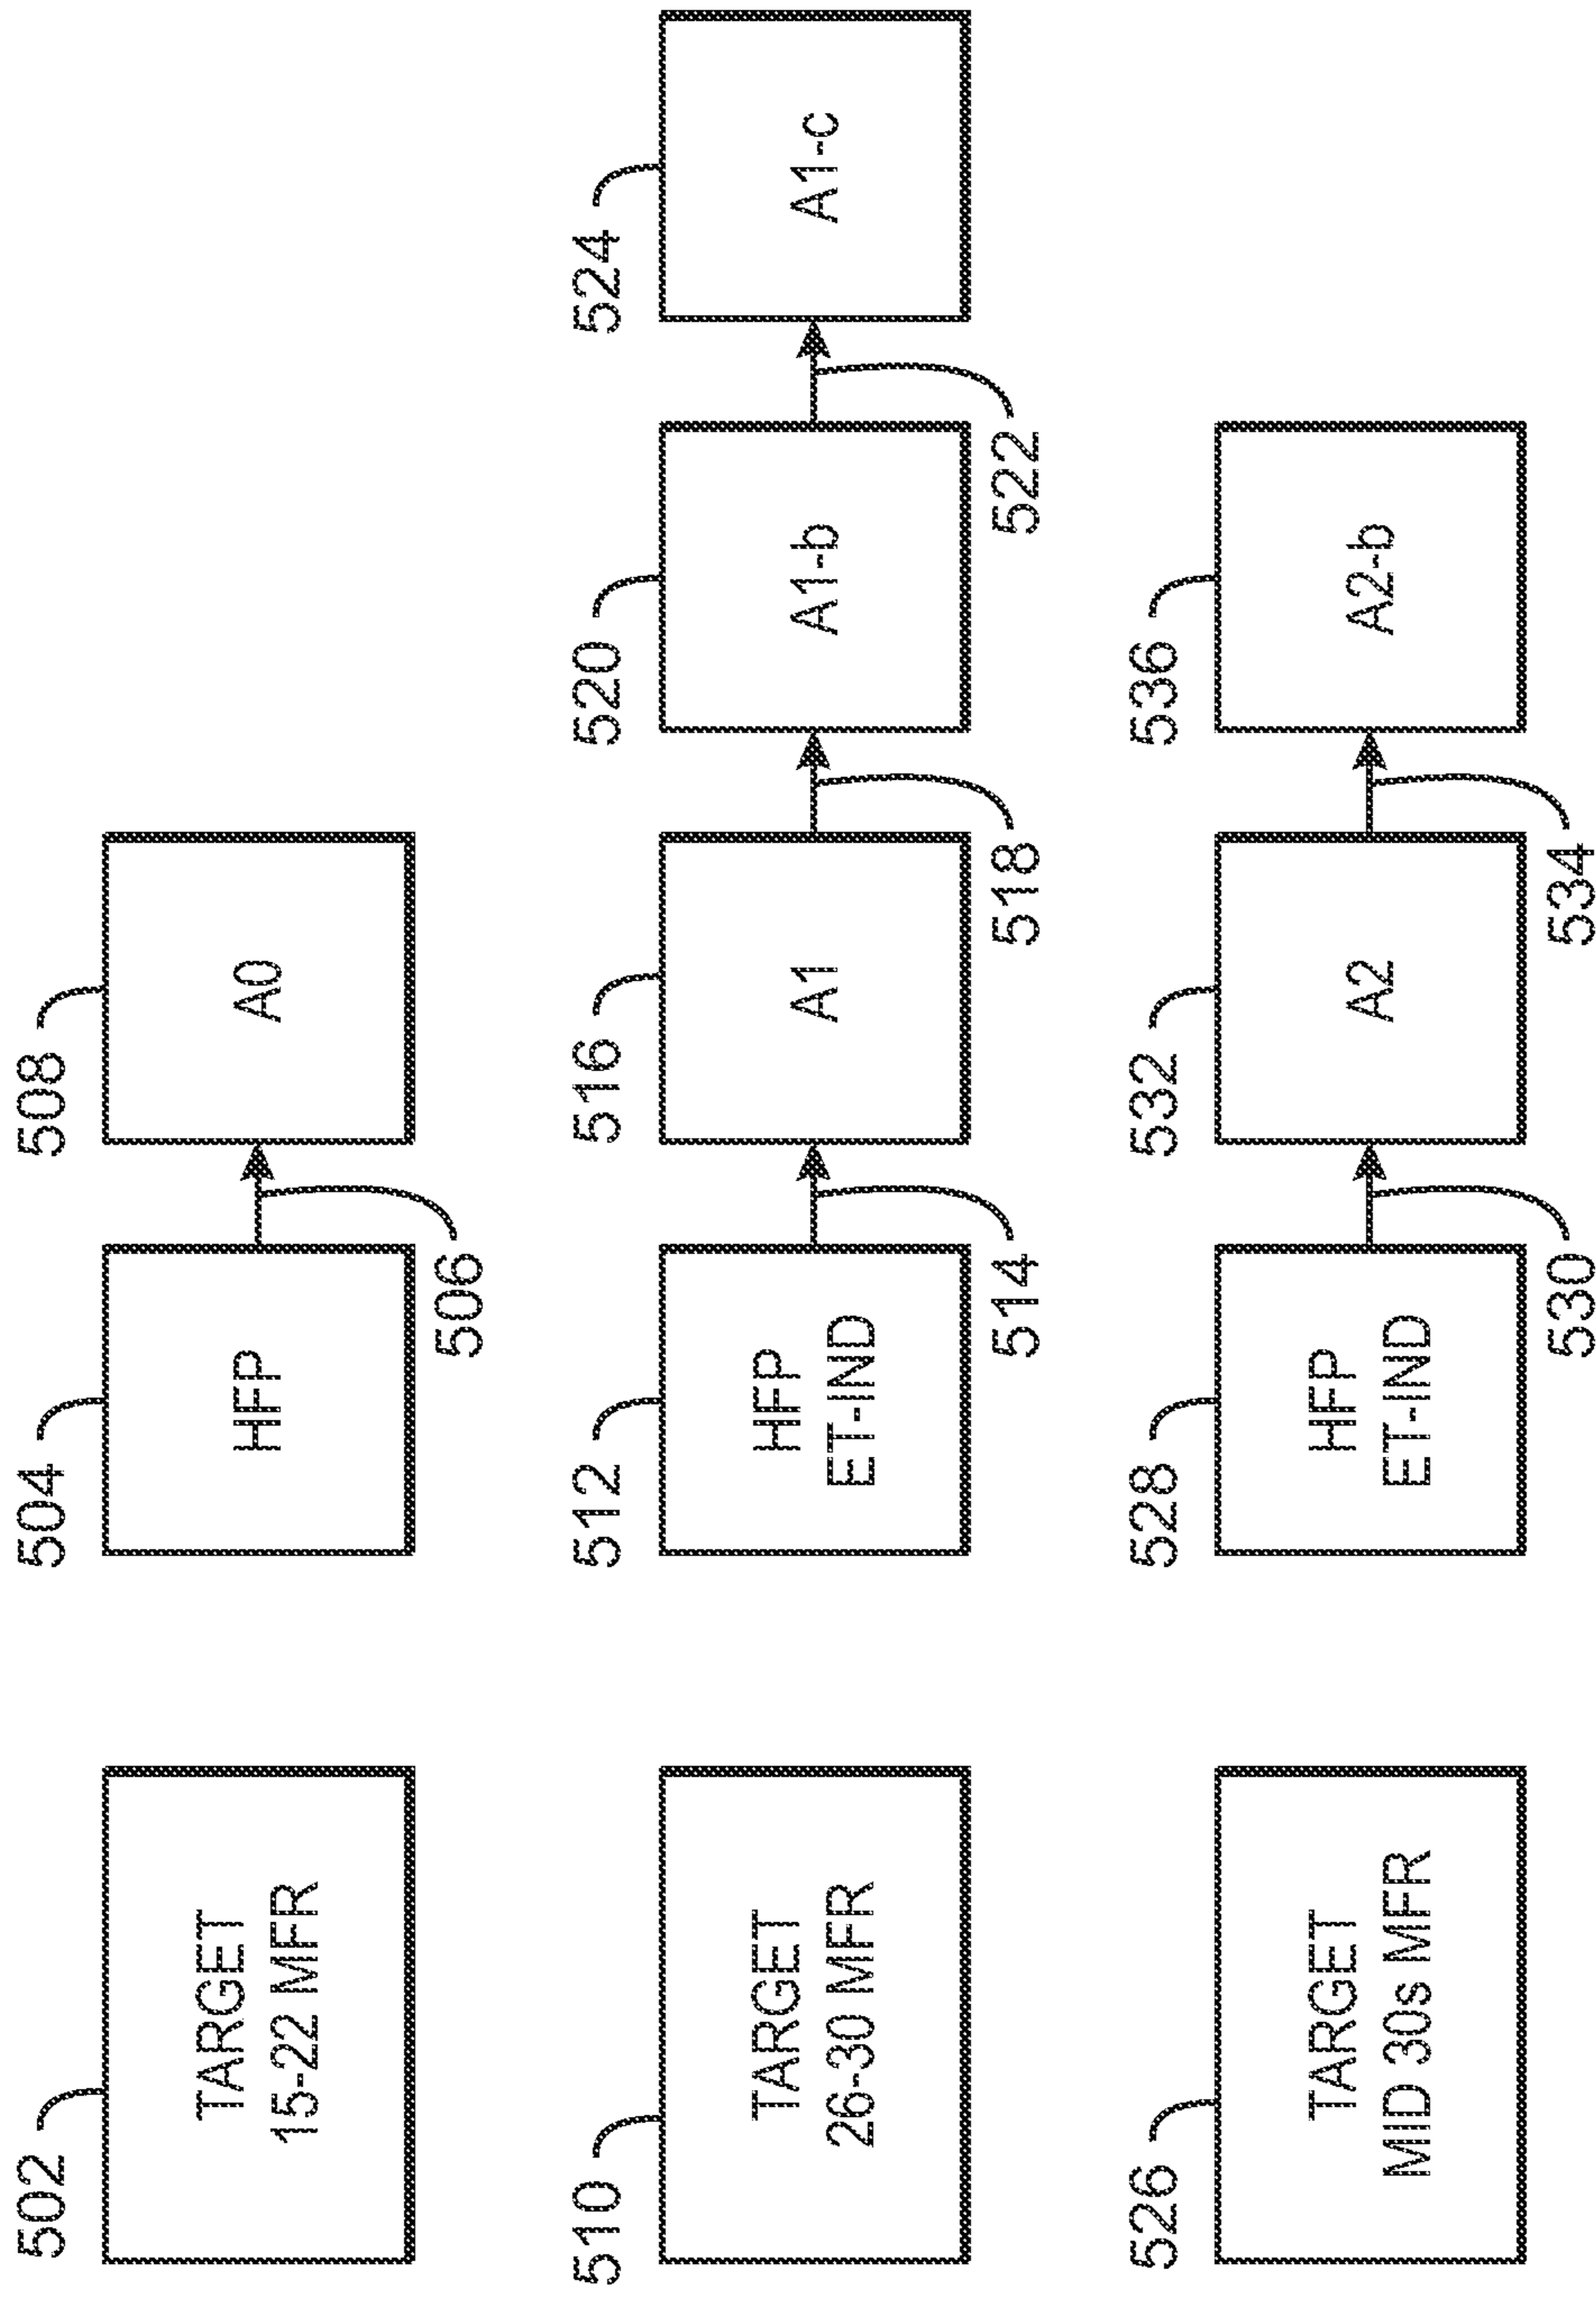 502
TARGET
15-22 MFR
504
HFP
506
508
A0
510
TARGET
26-30 MFR
512
HFP
ET-IND
514
516
A1
518
520
A1-b
522
524
A1-c
526
TARGET
MID 30s MFR
528
HFP
ET-IND
530
532
A2
534
536
A2-b